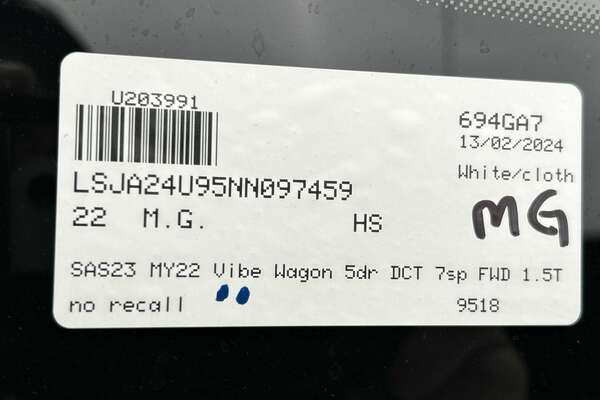 U203991
694GA7
13/02/2024
White/cloth
LSJA24U95NN097459
MG
22 M.G. HS
SAS23 MY22 Vibe Wagon 5dr DCT 7sp FWD 1.5T
no recall 9518